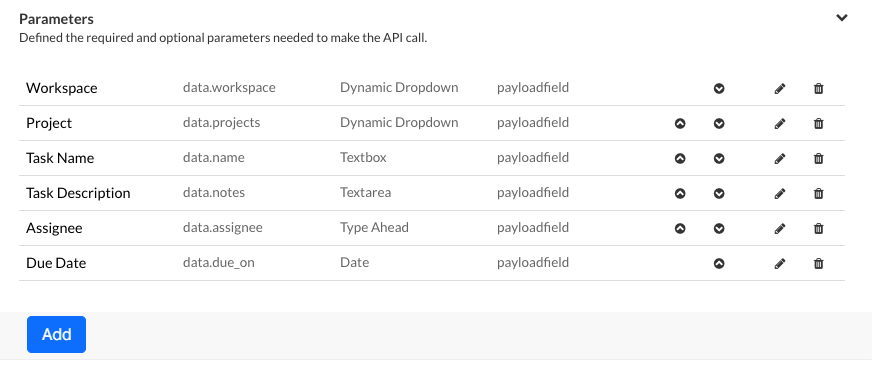 Parameters
Defined the required and optional parameters needed to make the API call.
Workspace data.workspace Dynamic Dropdown payloadfield
Project data.projects Dynamic Dropdown payloadfield
Task Name data.name Textbox payloadfield
Task Description data.notes Textarea payloadfield
Assignee data.assignee Type Ahead payloadfield
Due Date data.due_on Date payloadfield
Add